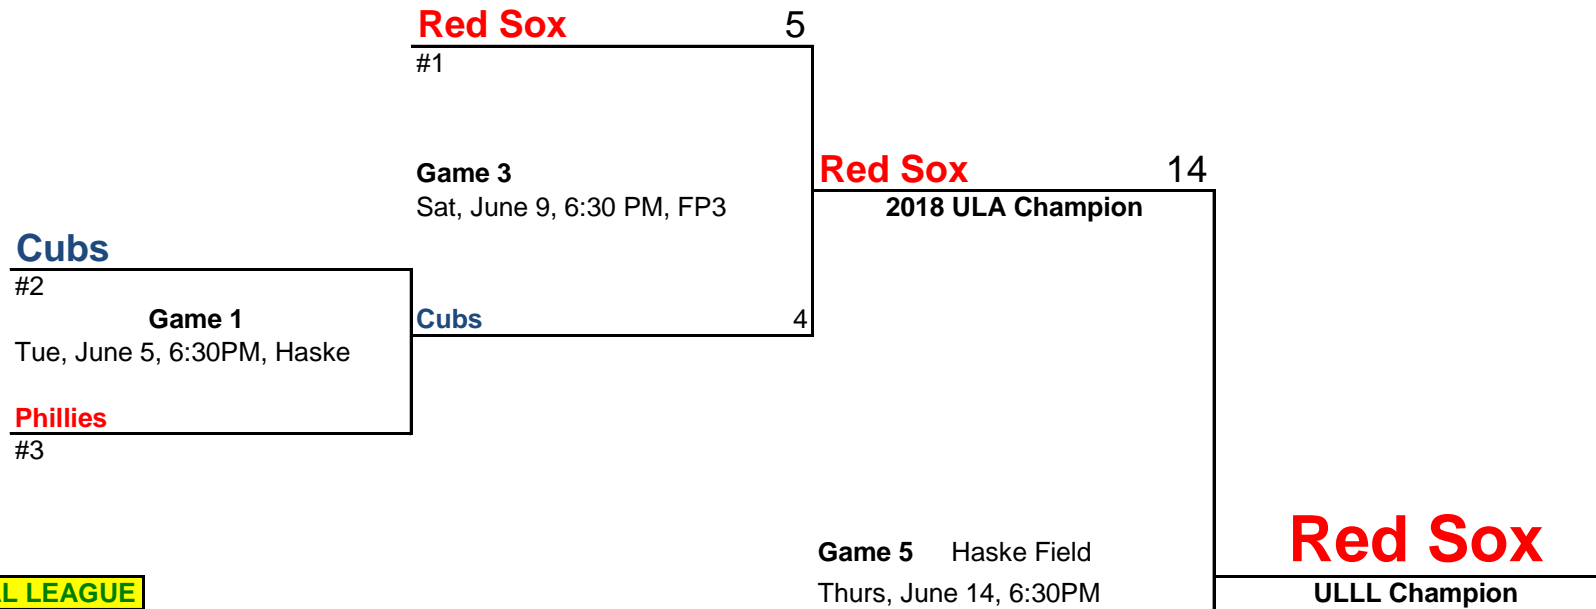 Red Sox 5
#1
Game 3
Sat, June 9, 6:30 PM, FP3
Red Sox 14
2018 ULA Champion
Cubs
#2
Game 1
Tue, June 5, 6:30PM, Haske
Cubs 4
Phillies
#3
Game 5 Haske Field
Thurs, June 14, 6:30PM
Red Sox
ULLL Champion
LEAGUE